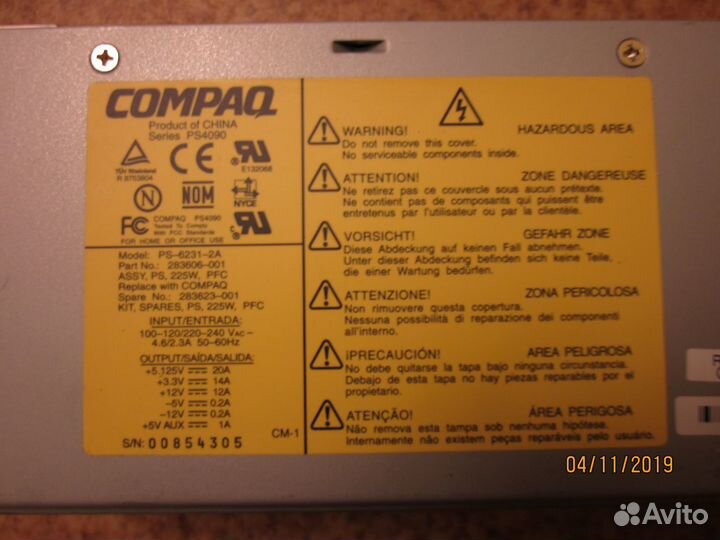 COMPAQ
Product of CHINA
Series PS4090
TÜV Rheinland
R 9753804
CE
E132068
N
NOM
NYCE
FC
COMPAQ PS4090
Tested To Comply
With FCC Standards
FOR HOME OR OFFICE USE
Model: PS-6231-2A
Part No.: 283606-001
ASSY, PS, 225W, PFC
Replace with COMPAQ
Spare No.: 283623-001
KIT, SPARES, PS, 225W, PFC
INPUT/ENTRADA:
100-120/220-240 VAC ~
4.6/2.3A 50-60Hz
OUTPUT/SAÍDA/SALIDA:
+5.125V 20A
+3.3V 14A
+12V 12A
-5V 0.2A
-12V 0.2A
+5V AUX 1A
S/N: 00854305
CM-1
WARNING! HAZARDOUS AREA
Do not remove this cover.
No serviceable components inside.
ATTENTION! ZONE DANGEREUSE
Ne retirez pas ce couvercle sous aucun prétexte.
Ne contient pas de composants qui puissent être
entretenus par l'utilisateur ou par la clientèle.
VORSICHT! GEFAHR ZONE
Diese Abdeckung auf keinen Fall abnehmen.
Unter dieser Abdeckung befinden sich keine Teile,
die einer Wartung bedürfen.
ATTENZIONE! ZONA PERICOLOSA
Non rimuovere questa copertura.
Nessuna possibilità di reparazione dei componenti
all'interno.
¡PRECAUCIÓN! AREA PELIGROSA
No debe quitarse la tapa bajo ninguna circunstancia.
Debajo de esta tapa no hay piezas reparables por el
propietario.
ATENÇÃO! ÁREA PERIGOSA
Não remova esta tampa sob nenhuma hipótese.
Internamente não existem peças reparáveis pelo usuário.
04/11/2019
Avito